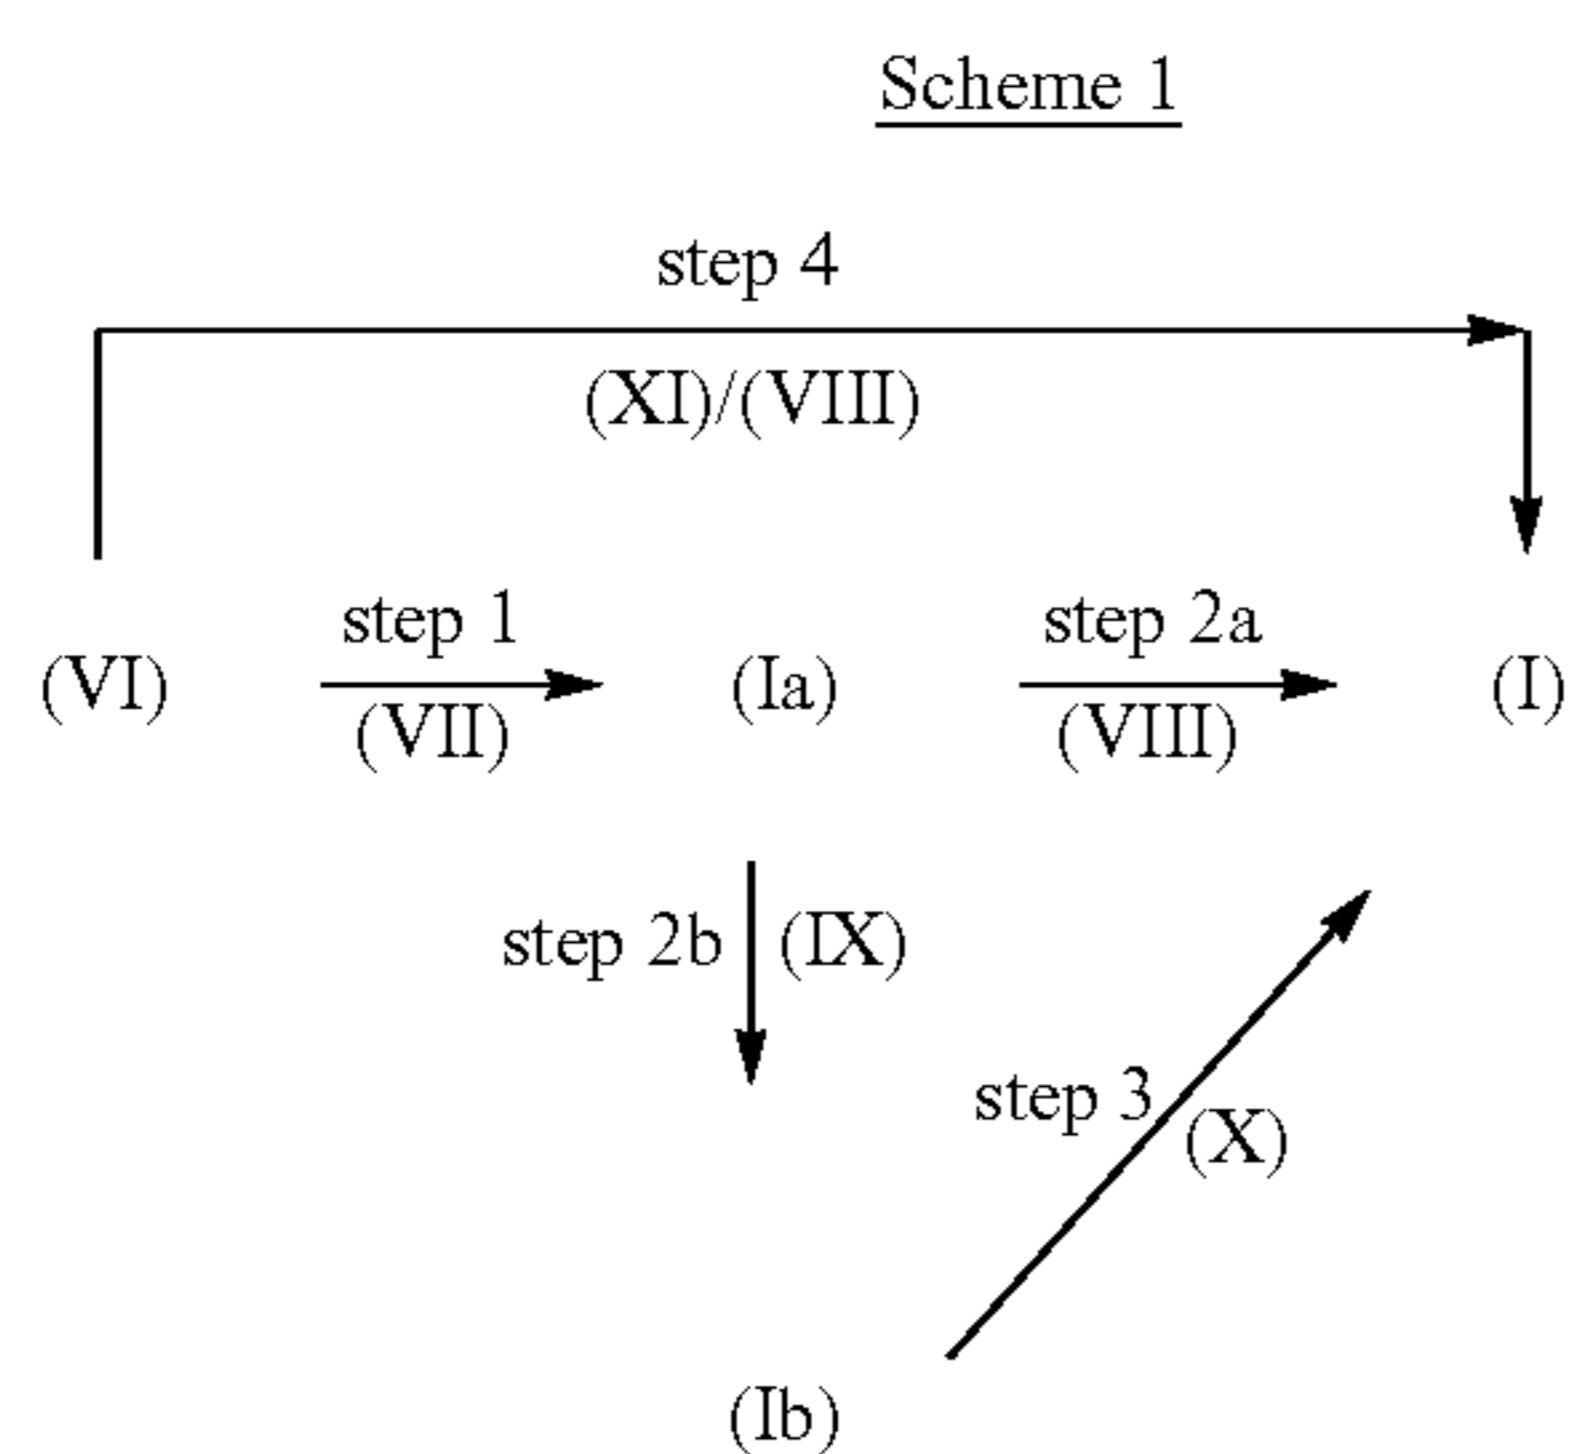 Scheme 1
step 4
(XI)/(VIII)
step 1
step 2a
(VI)
(Ia)
(I)
(VII)
(VIII)
step 2b
(IX)
step 3
(X)
(Ib)